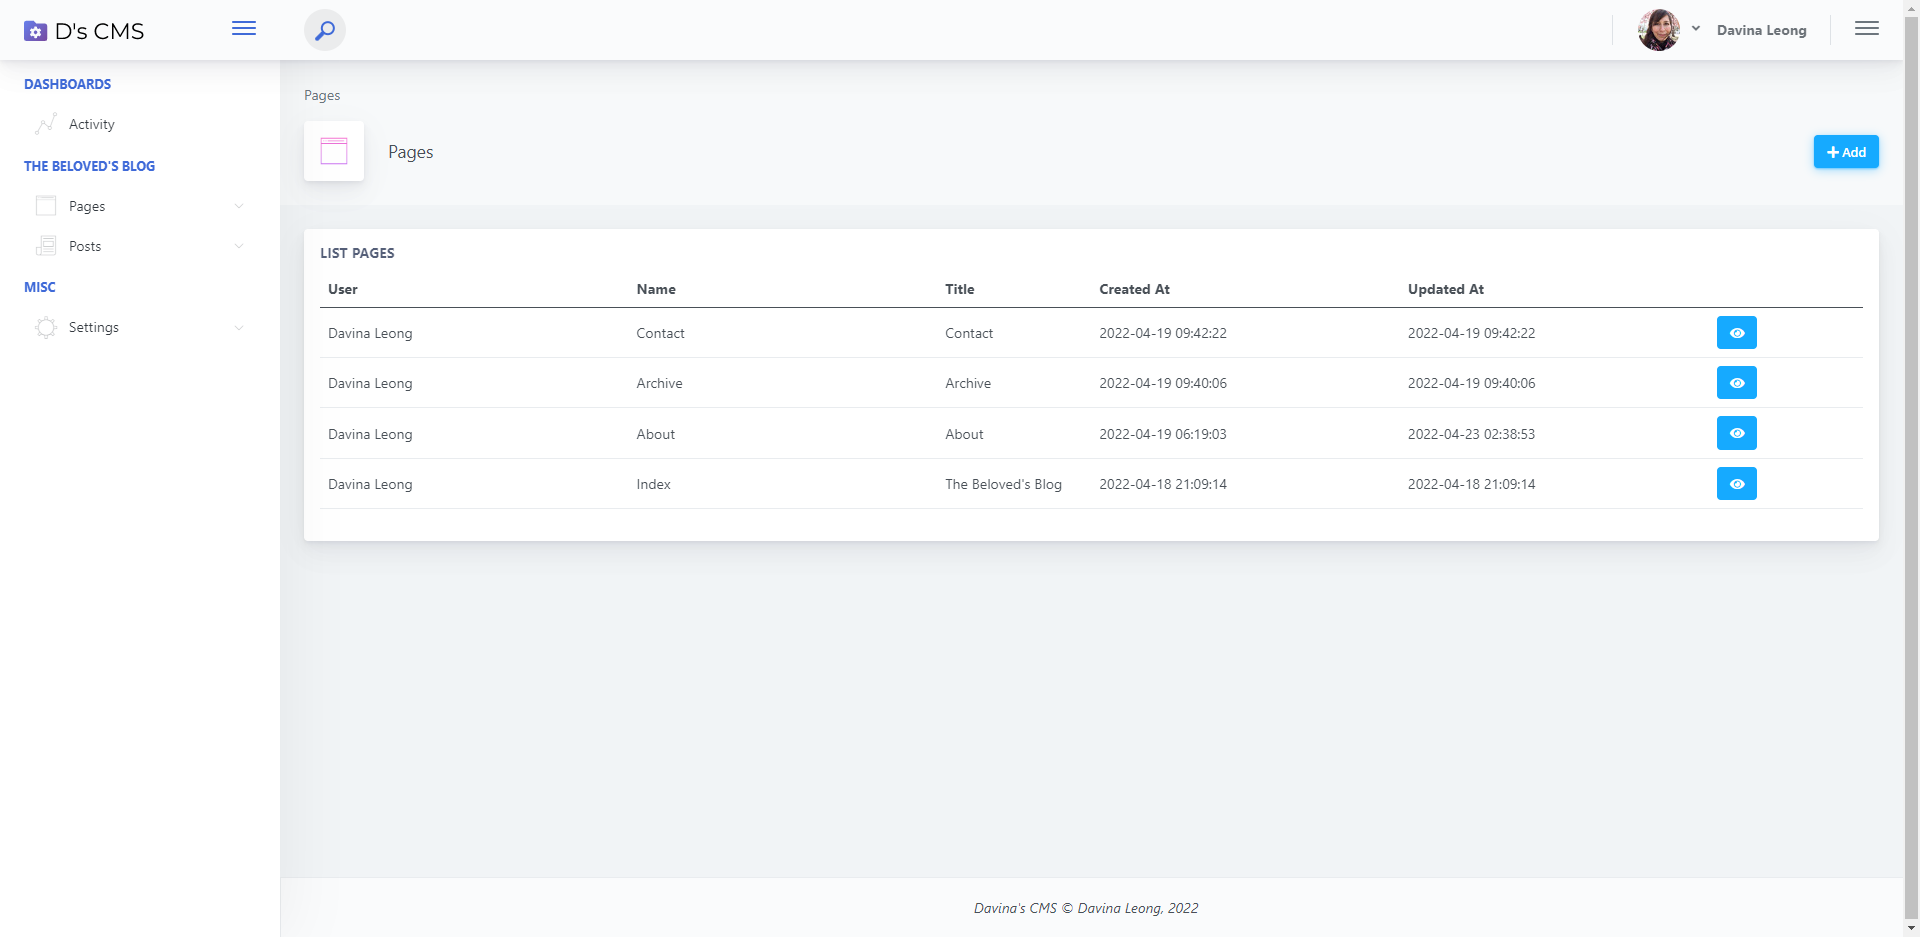 D's CMS
Davina Leong
DASHBOARDS
Activity
THE BELOVED'S BLOG
Pages
Posts
MISC
Settings
Pages
Pages
Add
LIST PAGES
User Name Title Created At Updated At
Davina Leong Contact Contact 2022-04-19 09:42:22 2022-04-19 09:42:22
Davina Leong Archive Archive 2022-04-19 09:40:06 2022-04-19 09:40:06
Davina Leong About About 2022-04-19 06:19:03 2022-04-23 02:38:53
Davina Leong Index The Beloved's Blog 2022-04-18 21:09:14 2022-04-18 21:09:14
Davina's CMS © Davina Leong, 2022